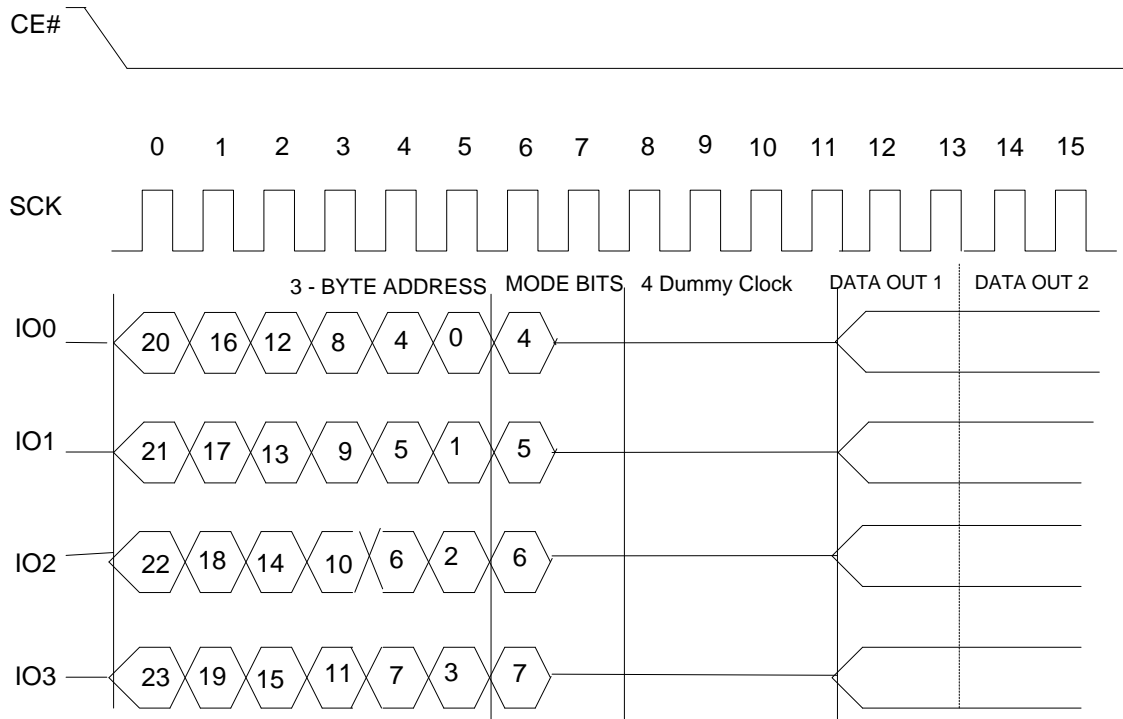 CE#
0 1 2 3 4 5 6 7 8 9 10 11 12 13 14 15
SCK
3 - BYTE ADDRESS MODE BITS 4 Dummy Clock DATA OUT 1 DATA OUT 2
IO0 20 16 12 8 4 0 4
IO1 21 17 13 9 5 1 5
IO2 22 18 14 10 6 2 6
IO3 23 19 15 11 7 3 7